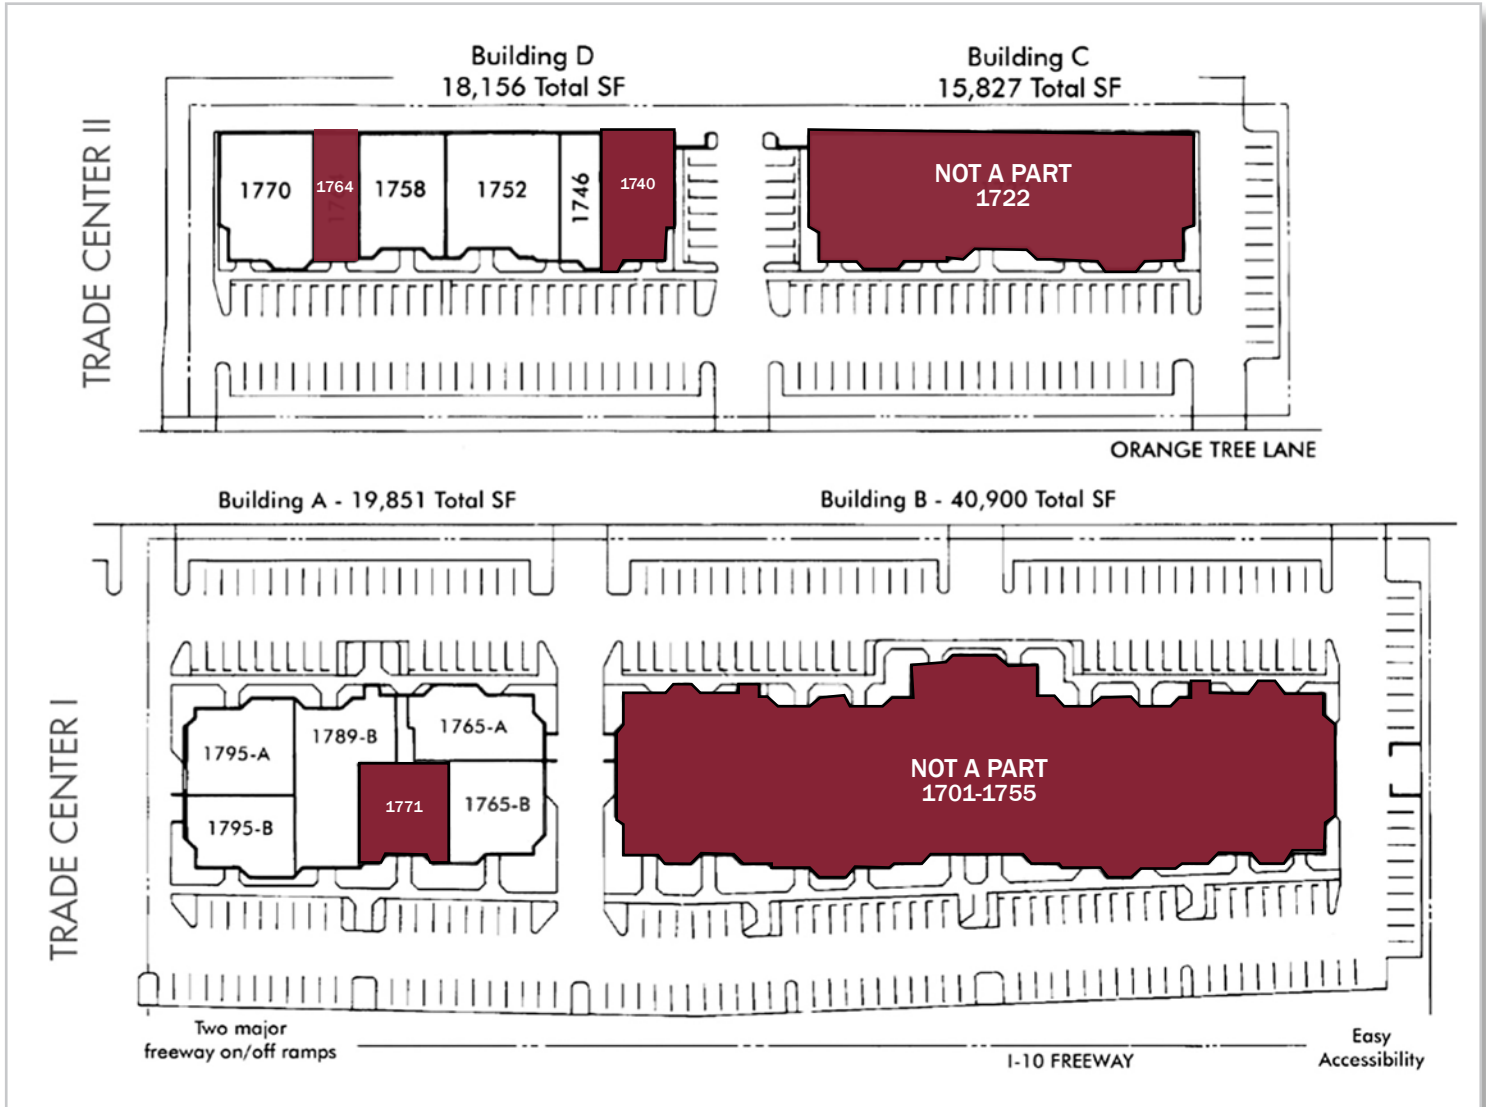 TRADE CENTER II
Building D
18,156 Total SF
Building C
15,827 Total SF
1770
1764
1758
1752
1746
1740
NOT A PART
1722
ORANGE TREE LANE
TRADE CENTER I
Building A - 19,851 Total SF
Building B - 40,900 Total SF
1795-A
1789-B
1765-A
1795-B
1771
1765-B
NOT A PART
1701-1755
Two major
freeway on/off ramps
I-10 FREEWAY
Easy
Accessibility